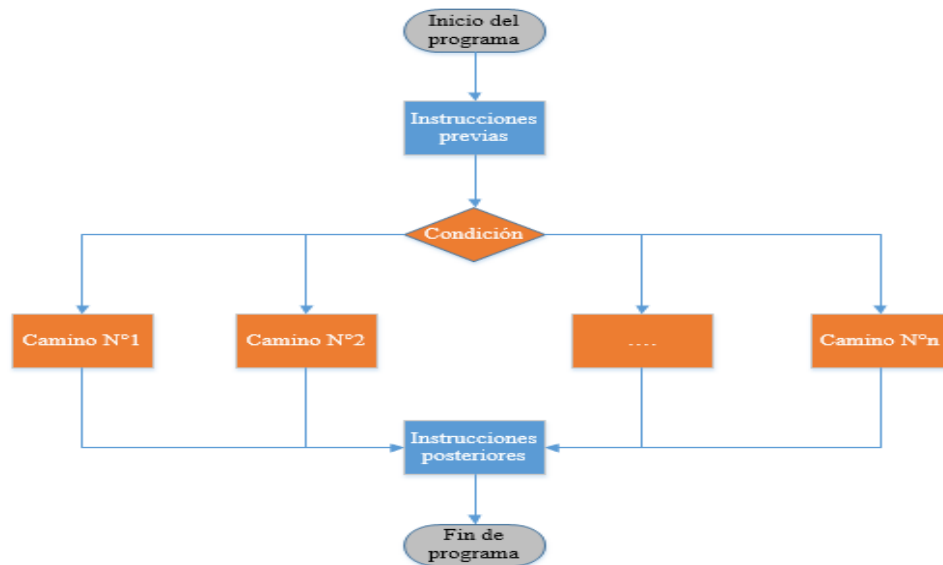 Inicio del
programa
Instrucciones
previas
Condición
Camino N°1
Camino N°2
....
Camino N°n
Instrucciones
posteriores
Fin de
programa